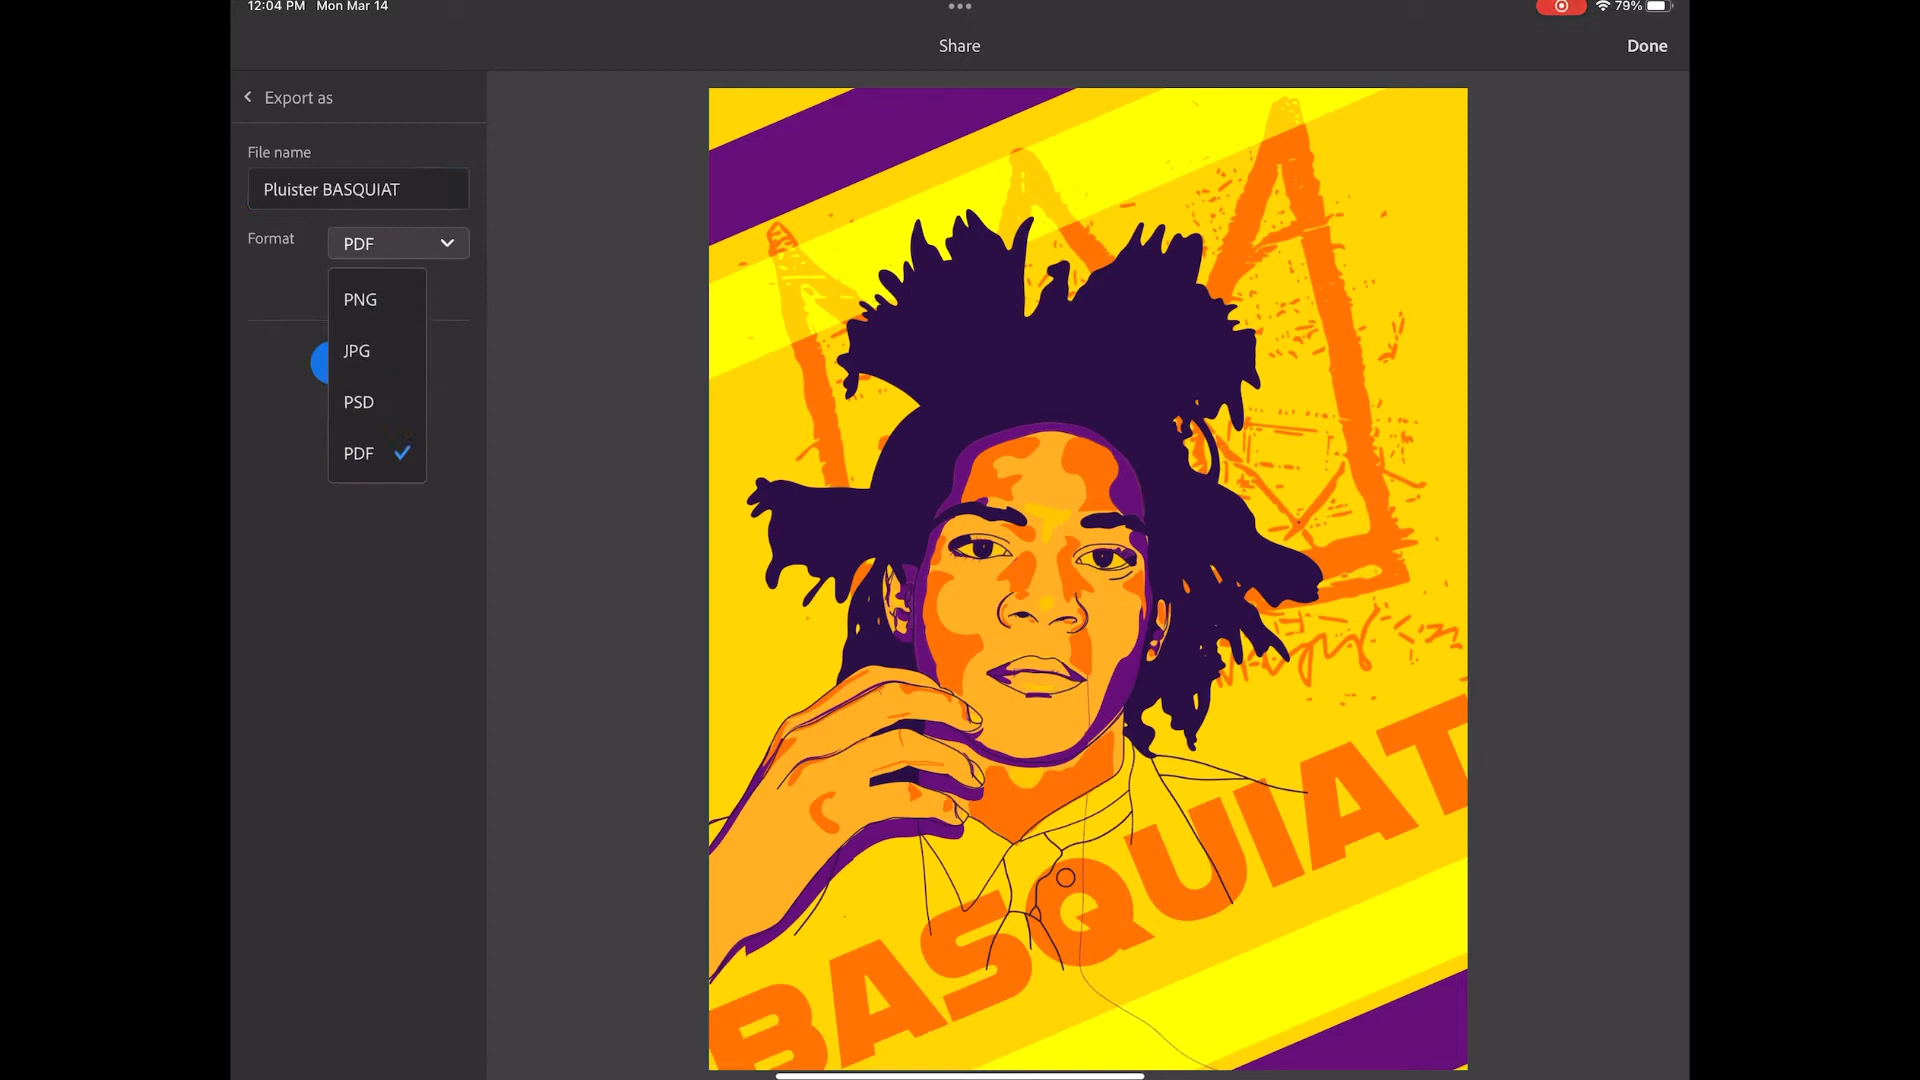 12:04 PM Mon Mar 14
79%
Share
Done
Export as
File name
Pluister BASQUIAT
Format
PDF
PNG
JPG
PSD
PDF
BASQUIAT